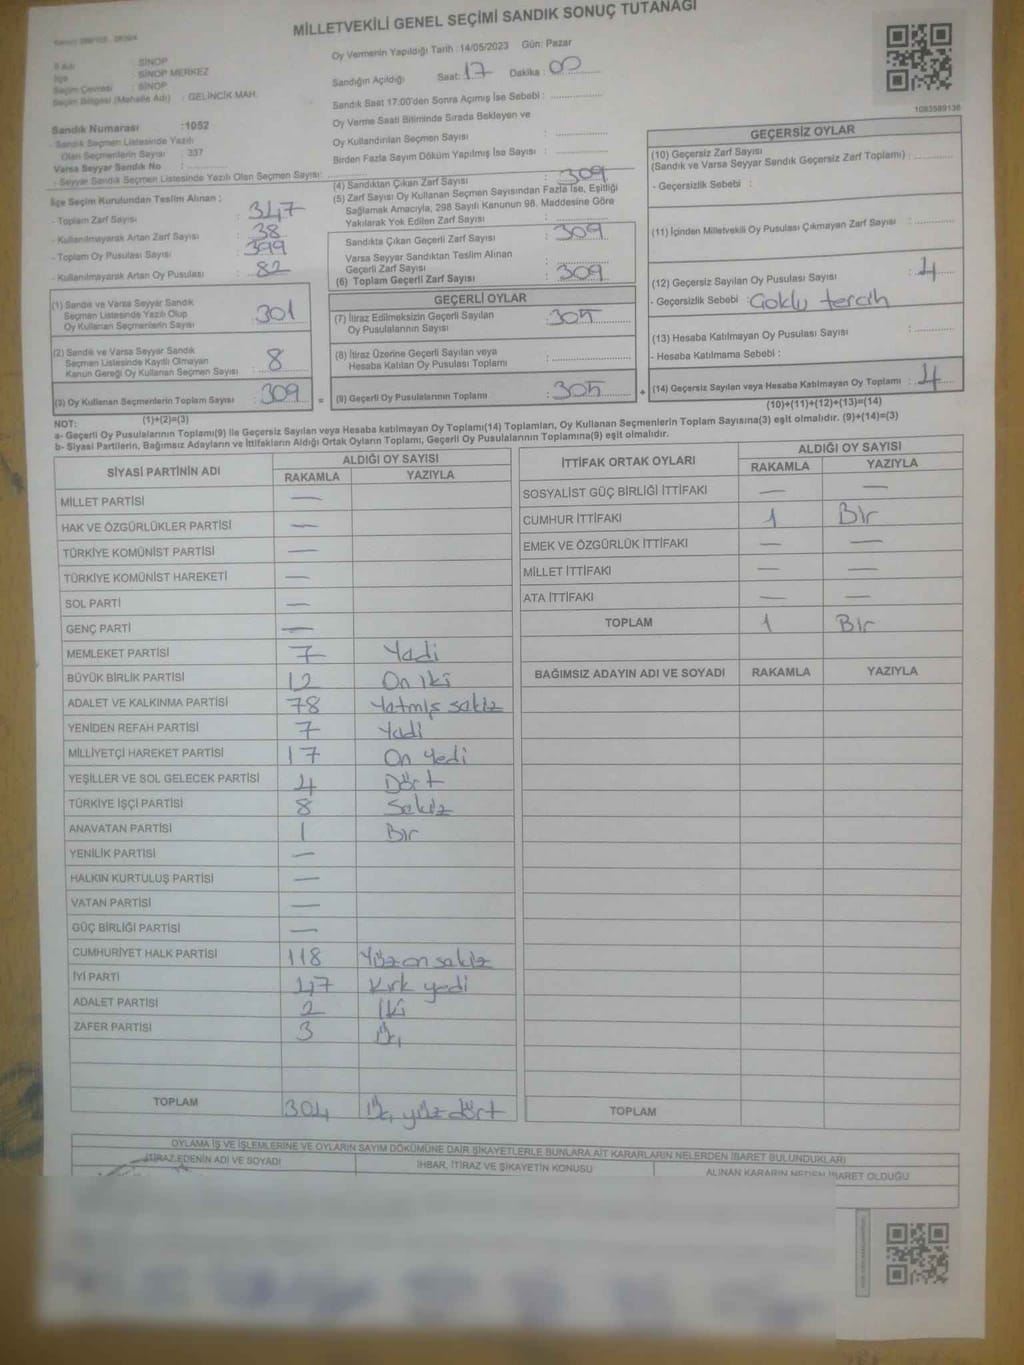 MİLLETVEKİLİ GENEL SEÇİMİ SANDIK SONUÇ TUTANAĞI
İl Adı : SİNOP
İlçe : SİNOP MERKEZ
Seçim Çevresi : SİNOP
Seçim Bölgesi (Mahalle Adı) : GELİNCİK MAH.
Oy Vermenin Yapıldığı Tarih :14/05/2023 Gün: Pazar
Sandığın Açıldığı Saat: 17 Dakika : 00
Sandık Saat 17:00'den Sonra Açımış İse Sebebi : ....................
Oy Verme Saati Bitiminde Sırada Bekleyen ve
Oy Kullandırılan Seçmen Sayısı : ....................
Birden Fazla Sayım Döküm Yapılmış İse Sayısı : ....................
1083589136
Sandık Numarası :1052
- Sandık Seçmen Listesinde Yazılı
Olan Seçmenlerin Sayısı : 337
Varsa Seyyar Sandık No : ...........
- Seyyar Sandık Seçmen Listesinde Yazılı Olan Seçmen Sayısı: ...........
İlçe Seçim Kurulundan Teslim Alınan ;
- Toplam Zarf Sayısı : 347
- Kullanılmayarak Artan Zarf Sayısı : 38
- Toplam Oy Pusulası Sayısı : 399
- Kullanılmayarak Artan Oy Pusulası : 82
(1) Sandık ve Varsa Seyyar Sandık
Seçmen Listesinde Yazılı Olup
Oy Kullanan Seçmenlerin Sayısı : 301
(2) Sandık ve Varsa Seyyar Sandık
Seçmen Listesinde Kayıtlı Olmayan
Kanun Gereği Oy Kullanan Seçmen Sayısı : 8
(3) Oy Kullanan Seçmenlerin Toplam Sayısı : 309
(1)+(2)=(3)
(4) Sandıktan Çıkan Zarf Sayısı : 309
(5) Zarf Sayısı Oy Kullanan Seçmen Sayısından Fazla İse, Eşitliği
Sağlamak Amacıyla, 298 Sayılı Kanunun 98. Maddesine Göre
Yakılarak Yok Edilen Zarf Sayısı : ...........
Sandıkta Çıkan Geçerli Zarf Sayısı : 309
Varsa Seyyar Sandıktan Teslim Alınan
Geçerli Zarf Sayısı : ...........
(6) Toplam Geçerli Zarf Sayısı : 309
GEÇERLİ OYLAR
(7) İtiraz Edilmeksizin Geçerli Sayılan
Oy Pusulalarının Sayısı : 305
(8) İtiraz Üzerine Geçerli Sayılan veya
Hesaba Katılan Oy Pusulası Toplamı : ...........
= (9) Geçerli Oy Pusulalarının Toplamı : 305 +
GEÇERSİZ OYLAR
(10) Geçersiz Zarf Sayısı
(Sandık ve Varsa Seyyar Sandık Geçersiz Zarf Toplamı) : ...........
- Geçersizlik Sebebi : ...........
(11) İçinden Milletvekili Oy Pusulası Çıkmayan Zarf Sayısı : ...........
(12) Geçersiz Sayılan Oy Pusulası Sayısı : 4
- Geçersizlik Sebebi : Çoklu tercih
(13) Hesaba Katılmayan Oy Pusulası Sayısı : ...........
- Hesaba Katılmama Sebebi :
(14) Geçersiz Sayılan veya Hesaba Katılmayan Oy Toplamı : 4
(10)+(11)+(12)+(13)=(14)
NOT:
a- Geçerli Oy Pusulalarının Toplamı(9) ile Geçersiz Sayılan veya Hesaba katılmayan Oy Toplamı(14) Toplamları, Oy Kullanan Seçmenlerin Toplam Sayısına(3) eşit olmalıdır. (9)+(14)=(3)
b- Siyasi Partilerin, Bağımsız Adayların ve İttifakların Aldığı Ortak Oyların Toplamı, Geçerli Oy Pusulalarının Toplamına(9) eşit olmalıdır.
SİYASİ PARTİNİN ADI ALDIĞI OY SAYISI
RAKAMLA YAZIYLA
MİLLET PARTİSİ —
HAK VE ÖZGÜRLÜKLER PARTİSİ —
TÜRKİYE KOMÜNİST PARTİSİ —
TÜRKİYE KOMÜNİST HAREKETİ —
SOL PARTİ —
GENÇ PARTİ —
MEMLEKET PARTİSİ 7 Yedi
BÜYÜK BİRLİK PARTİSİ 12 On iki
ADALET VE KALKINMA PARTİSİ 78 Yetmiş sekiz
YENİDEN REFAH PARTİSİ 7 Yedi
MİLLİYETÇİ HAREKET PARTİSİ 17 On yedi
YEŞİLLER VE SOL GELECEK PARTİSİ 4 Dört
TÜRKİYE İŞÇİ PARTİSİ 8 Sekiz
ANAVATAN PARTİSİ 1 Bir
YENİLİK PARTİSİ —
HALKIN KURTULUŞ PARTİSİ —
VATAN PARTİSİ —
GÜÇ BİRLİĞİ PARTİSİ —
CUMHURİYET HALK PARTİSİ 118 Yüz on sekiz
İYİ PARTİ 47 Kırk yedi
ADALET PARTİSİ 2 İki
ZAFER PARTİSİ 3 Üç
TOPLAM 304 Üç yüz dört
İTTİFAK ORTAK OYLARI ALDIĞI OY SAYISI
RAKAMLA YAZIYLA
SOSYALİST GÜÇ BİRLİĞİ İTTİFAKI — —
CUMHUR İTTİFAKI 1 Bir
EMEK VE ÖZGÜRLÜK İTTİFAKI — —
MİLLET İTTİFAKI — —
ATA İTTİFAKI — —
TOPLAM 1 Bir
BAĞIMSIZ ADAYIN ADI VE SOYADI RAKAMLA YAZIYLA
TOPLAM
OYLAMA İŞ VE İŞLEMLERİNE VE OYLARIN SAYIM DÖKÜMÜNE DAİR ŞİKAYETLERLE BUNLARA AİT KARARLARIN NELERDEN İBARET BULUNDUKLARI
İTİRAZ EDENİN ADI VE SOYADI İHBAR, İTİRAZ VE ŞİKAYETİN KONUSU ALINAN KARARIN NEDEN İBARET OLDUĞU